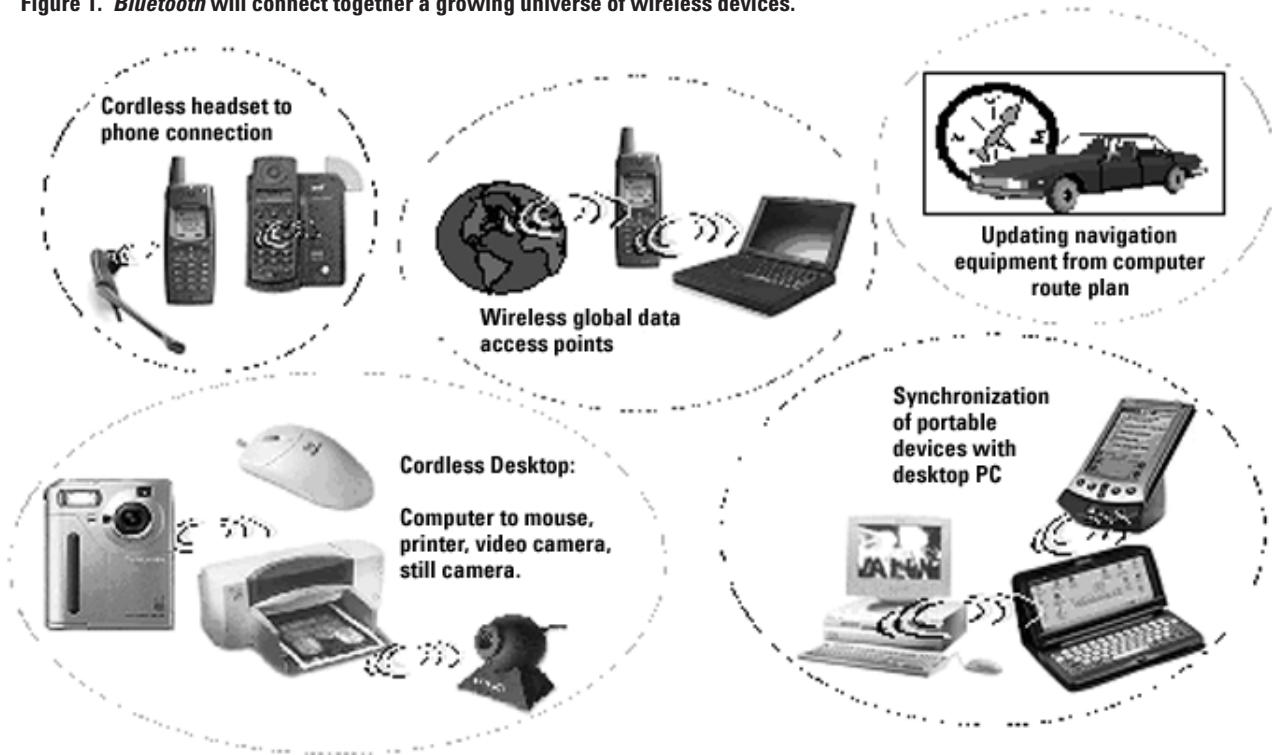 Figure 1. Bluetooth will connect together a growing universe of wireless devices.
Cordless headset to
phone connection
Wireless global data
access points
Updating navigation
equipment from computer
route plan
Cordless Desktop:
Computer to mouse,
printer, video camera,
still camera.
Synchronization
of portable
devices with
desktop PC